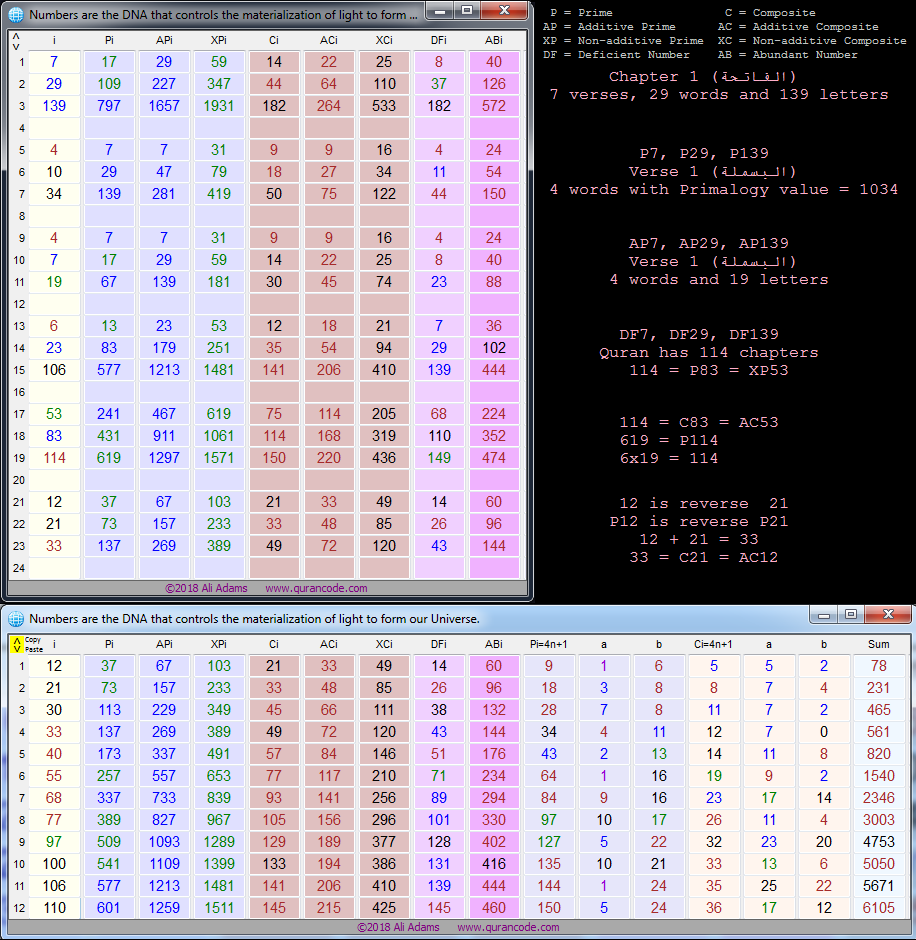 Numbers are the DNA that controls the materialization of light to form ...
i Pi APi XPi Ci ACi XCi DFi ABi
1 7 17 29 59 14 22 25 8 40
2 29 109 227 347 44 64 110 37 126
3 139 797 1657 1931 182 264 533 182 572
4
5 4 7 7 31 9 9 16 4 24
6 10 29 47 79 18 27 34 11 54
7 34 139 281 419 50 75 122 44 150
8
9 4 7 7 31 9 9 16 4 24
10 7 17 29 59 14 22 25 8 40
11 19 67 139 181 30 45 74 23 88
12
13 6 13 23 53 12 18 21 7 36
14 23 83 179 251 35 54 94 29 102
15 106 577 1213 1481 141 206 410 139 444
16
17 53 241 467 619 75 114 205 68 224
18 83 431 911 1061 114 168 319 110 352
19 114 619 1297 1571 150 220 436 149 474
20
21 12 37 67 103 21 33 49 14 60
22 21 73 157 233 33 48 85 26 96
23 33 137 269 389 49 72 120 43 144
24
©2018 Ali Adams www.qurancode.com
P = Prime C = Composite
AP = Additive Prime AC = Additive Composite
XP = Non-additive Prime XC = Non-additive Composite
DF = Deficient Number AB = Abundant Number
Chapter 1 (الفاتحة)
7 verses, 29 words and 139 letters
P7, P29, P139
Verse 1 (البسملة)
4 words with Primalogy value = 1034
AP7, AP29, AP139
Verse 1 (البسملة)
4 words and 19 letters
DF7, DF29, DF139
Quran has 114 chapters
114 = P83 = XP53
114 = C83 = AC53
619 = P114
6x19 = 114
12 is reverse 21
P12 is reverse P21
12 + 21 = 33
33 = C21 = AC12
Numbers are the DNA that controls the materialization of light to form our Universe.
Copy
Paste
i Pi APi XPi Ci ACi XCi DFi ABi Pi=4n+1 a b Ci=4n+1 a b Sum
1 12 37 67 103 21 33 49 14 60 9 1 6 5 5 2 78
2 21 73 157 233 33 48 85 26 96 18 3 8 8 7 4 231
3 30 113 229 349 45 66 111 38 132 28 7 8 11 7 2 465
4 33 137 269 389 49 72 120 43 144 34 4 11 12 7 0 561
5 40 173 337 491 57 84 146 51 176 43 2 13 14 11 8 820
6 55 257 557 653 77 117 210 71 234 64 1 16 19 9 2 1540
7 68 337 733 839 93 141 256 89 294 84 9 16 23 17 14 2346
8 77 389 827 967 105 156 296 101 330 97 10 17 26 11 4 3003
9 97 509 1093 1289 129 189 377 128 402 127 5 22 32 23 20 4753
10 100 541 1109 1399 133 194 386 131 416 135 10 21 33 13 6 5050
11 106 577 1213 1481 141 206 410 139 444 144 1 24 35 25 22 5671
12 110 601 1259 1511 145 215 425 145 460 150 5 24 36 17 12 6105
©2018 Ali Adams www.qurancode.com